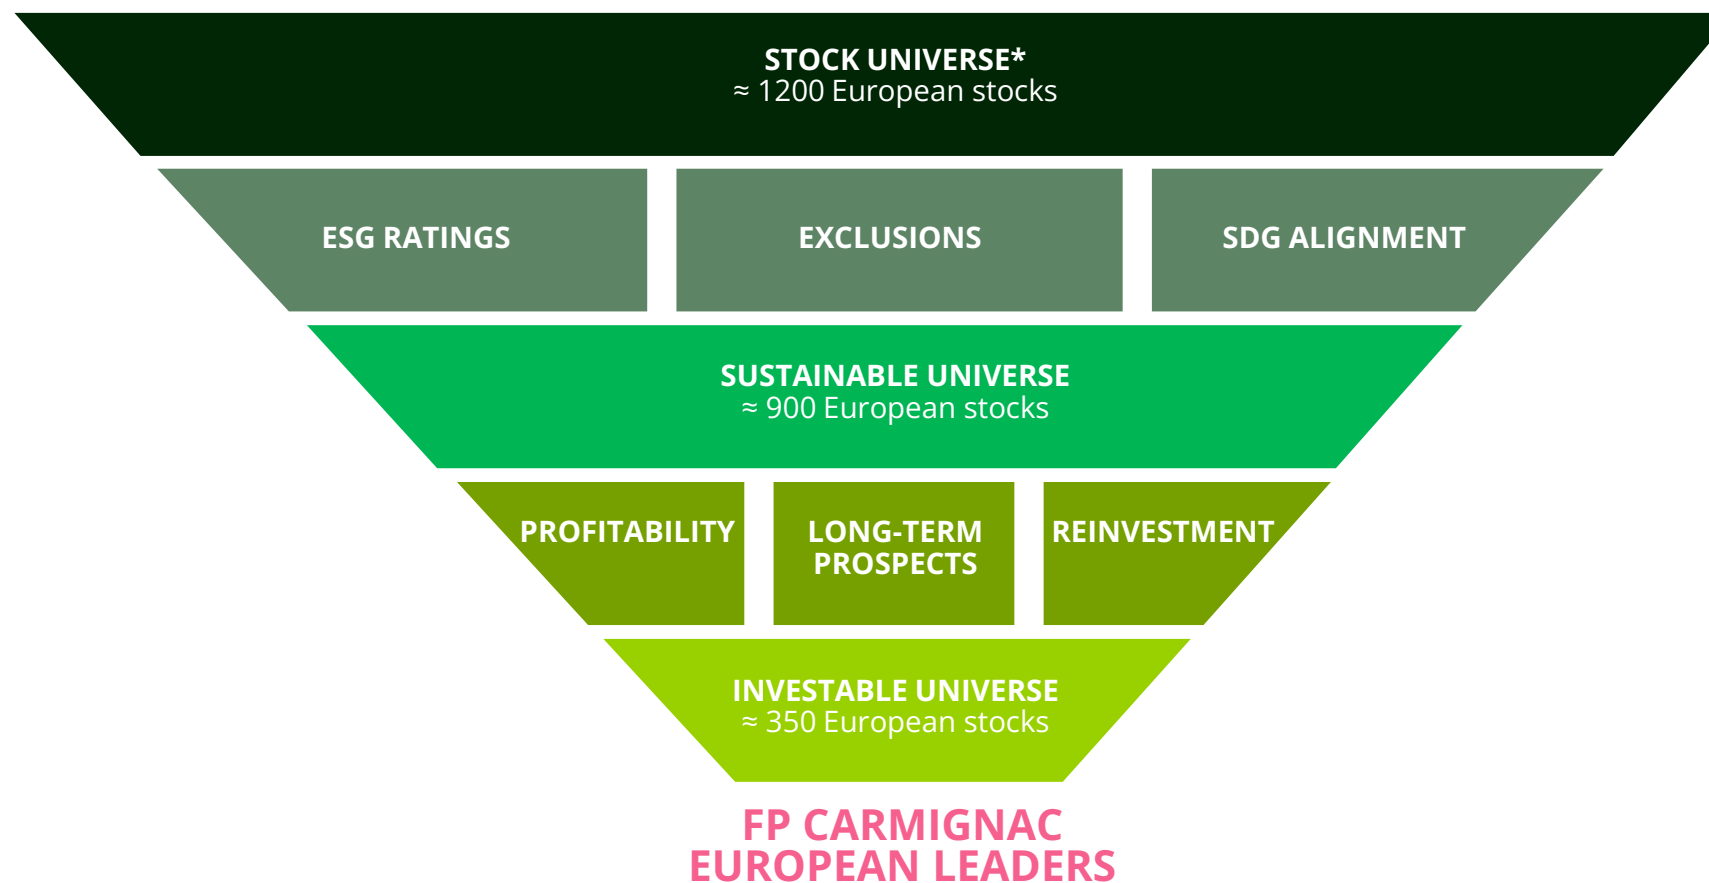 STOCK UNIVERSE*
≈ 1200 European stocks
ESG RATINGS
EXCLUSIONS
SDG ALIGNMENT
SUSTAINABLE UNIVERSE
≈ 900 European stocks
PROFITABILITY
LONG-TERM
PROSPECTS
REINVESTMENT
INVESTABLE UNIVERSE
≈ 350 European stocks
FP CARMIGNAC
EUROPEAN LEADERS